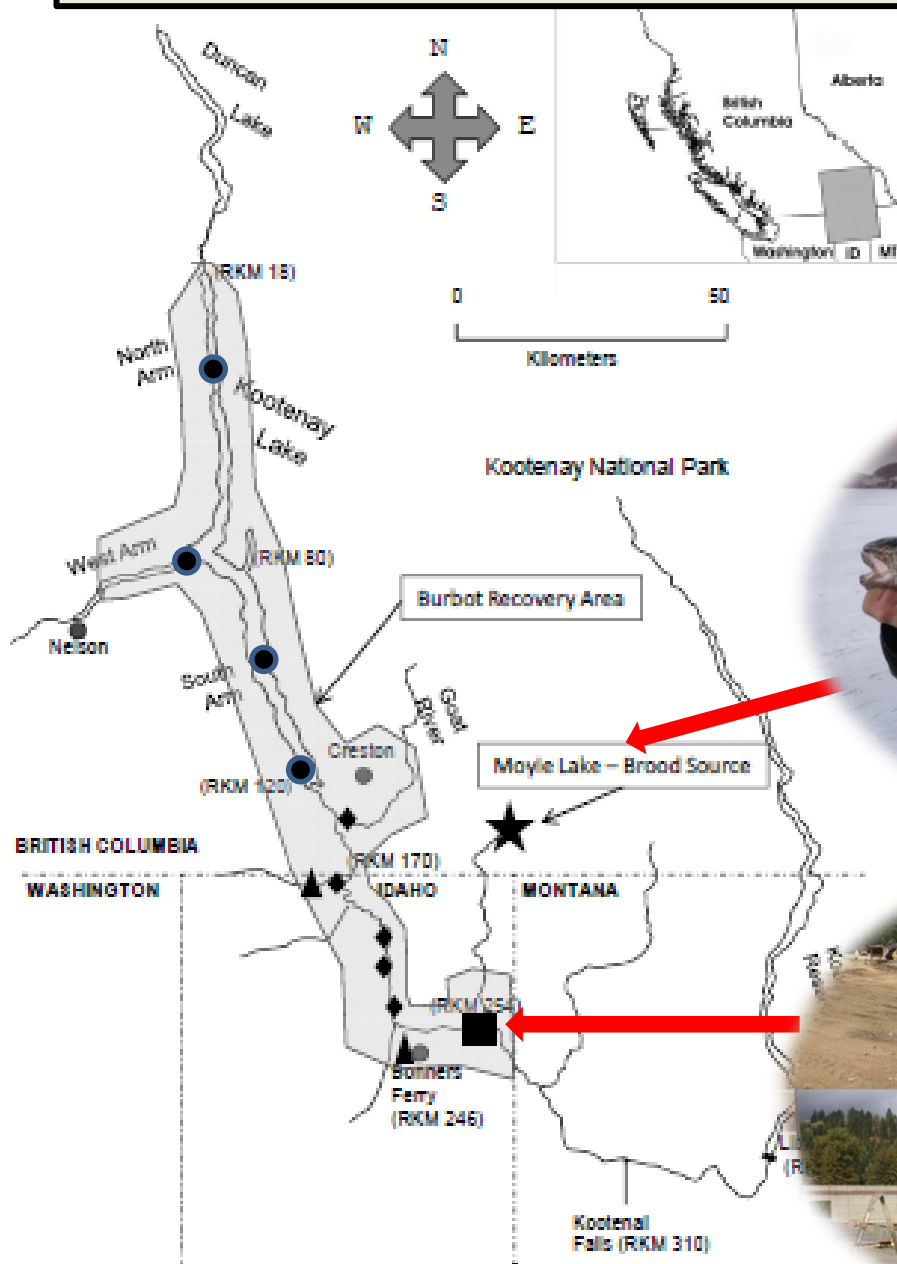 Duncan
Lake
N
W
E
S
British
Columbia
Alberta
Washington
ID
0
50
Kilometers
(RKM 18)
North
Arm
Kootenay
Lake
Kootenay National Park
West Arm
(RKM 80)
Burbot Recovery Area
Nelson
South
Arm
Goat
River
Creston
Moyie Lake – Brood Source
(RKM 120)
BRITISH COLUMBIA
(RKM 170)
WASHINGTON
IDAHO
MONTANA
Bonners
Ferry
(RKM 246)
Kootenai
Falls (RKM 310)